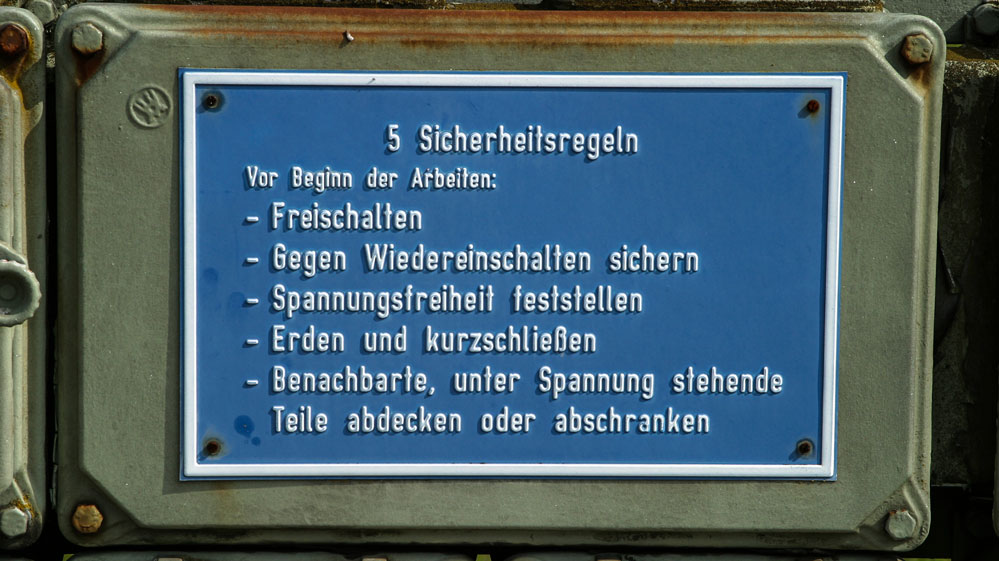 5 Sicherheitsregeln
Vor Beginn der Arbeiten:
- Freischalten
- Gegen Wiedereinschalten sichern
- Spannungsfreiheit feststellen
- Erden und kurzschließen
- Benachbarte, unter Spannung stehende
Teile abdecken oder abschranken